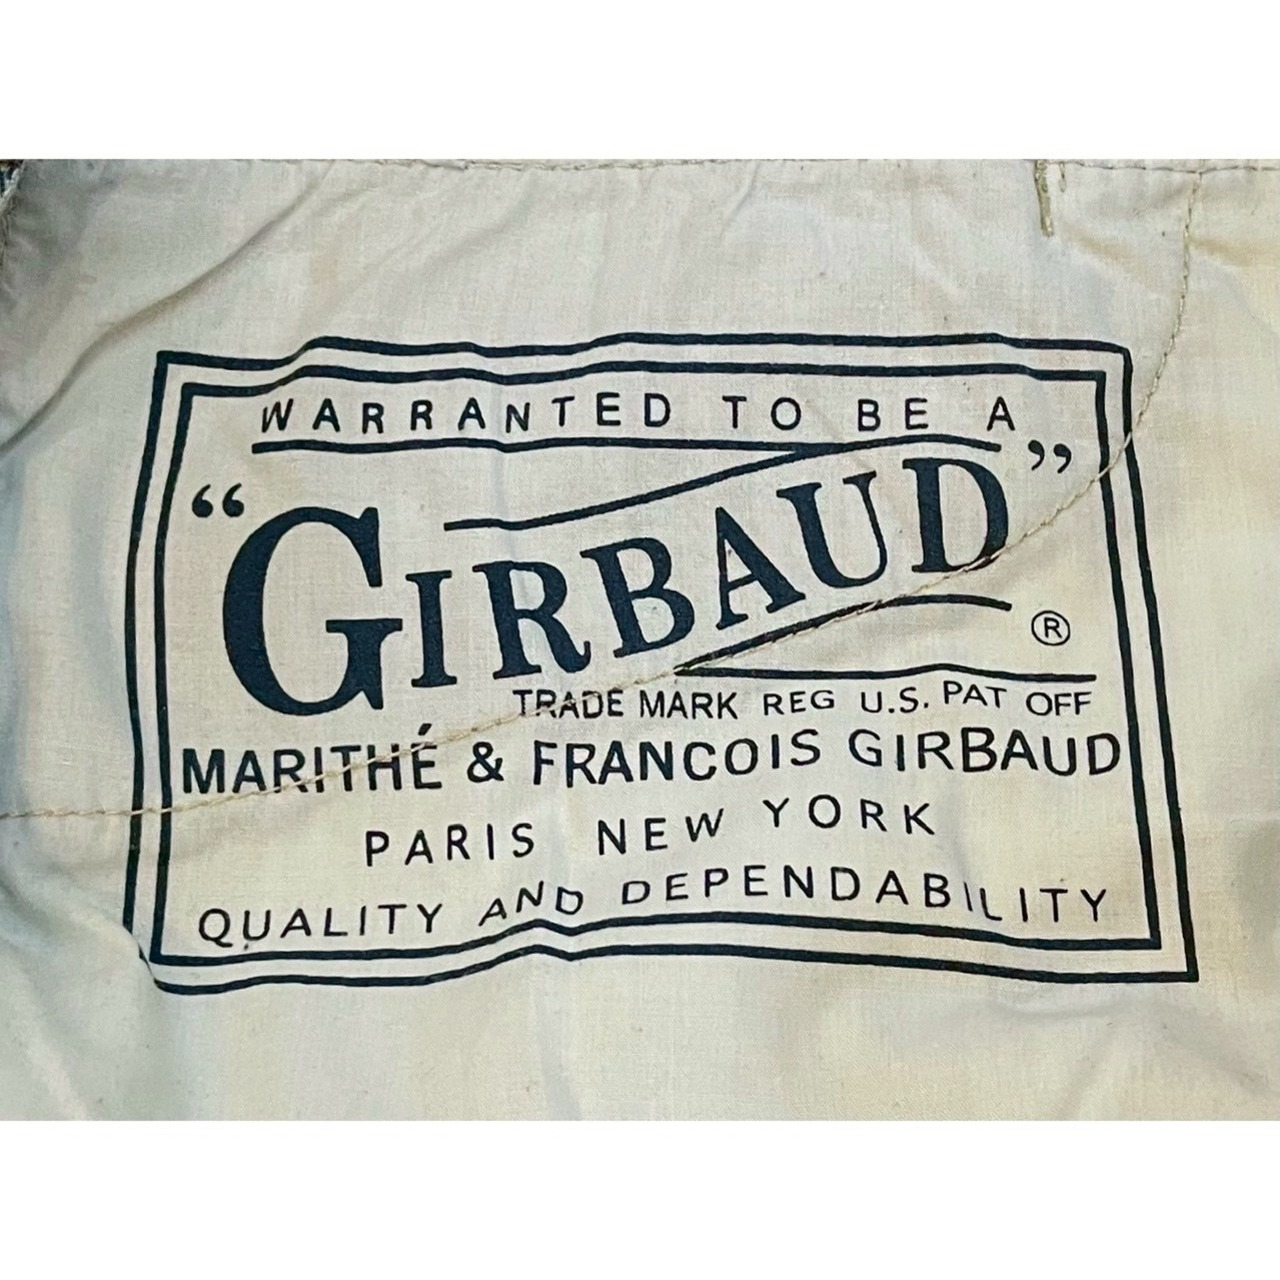 WARRANTED TO BE A
“GIRBAUD”
®
TRADE MARK REG U.S. PAT OFF
MARITHÉ & FRANCOIS GIRBAUD
PARIS NEW YORK
QUALITY AND DEPENDABILITY